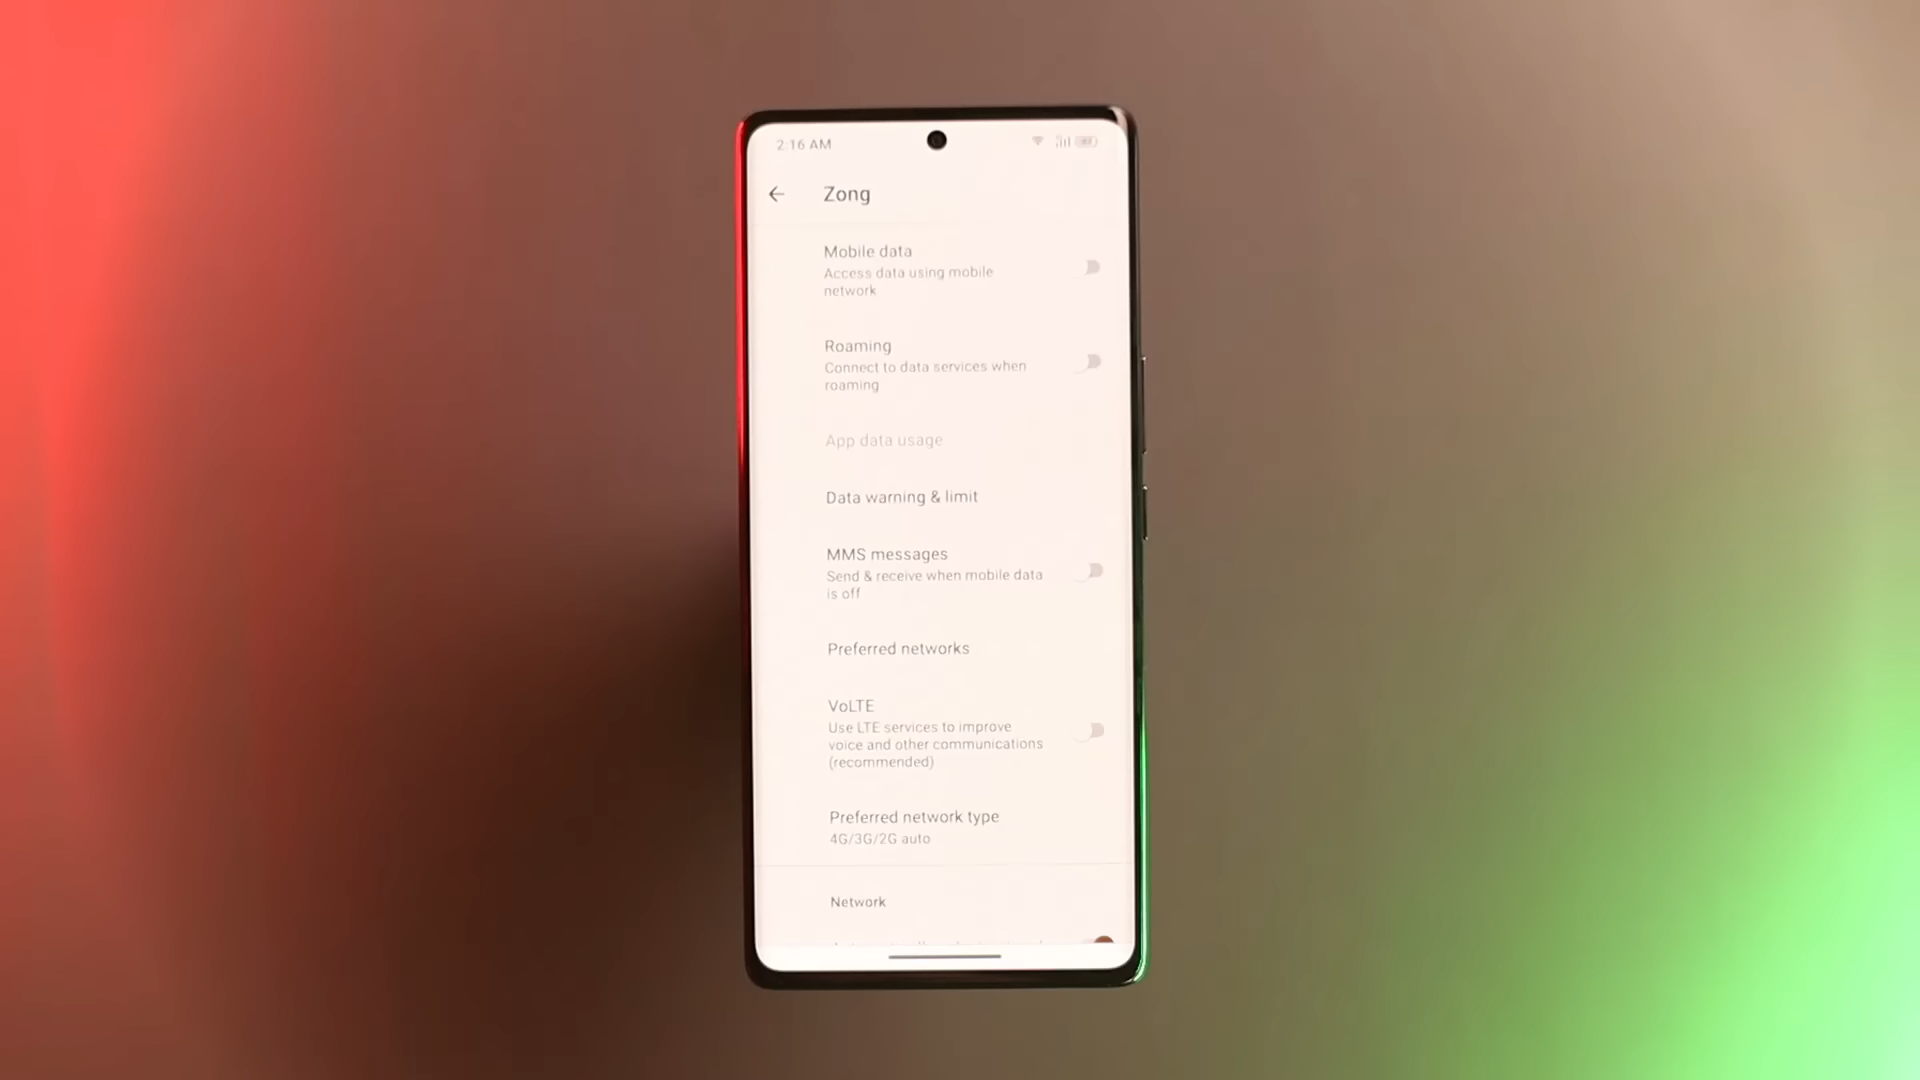 2:16 AM
Zong
Mobile data
Access data using mobile
network
Roaming
Connect to data services when
roaming
App data usage
Data warning & limit
MMS messages
Send & receive when mobile data
is off
Preferred networks
VoLTE
Use LTE services to improve
voice and other communications
(recommended)
Preferred network type
4G/3G/2G auto
Network